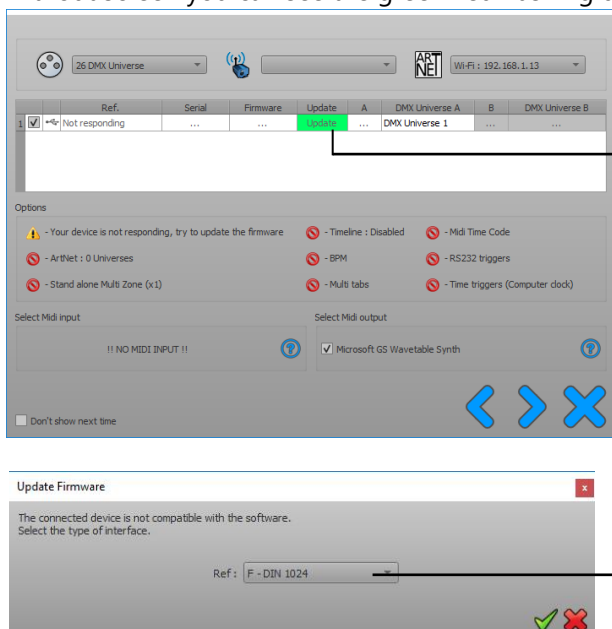 26 DMX Universe
ART NET
Wi-Fi : 192.168.1.13
Ref. Serial Firmware Update A DMX Universe A B DMX Universe B
1 Not responding ... ... Update ... DMX Universe 1 ... ...
Options
- Your device is not responding, try to update the firmware - Timeline : Disabled - Midi Time Code
- ArtNet : 0 Universes - BPM - RS232 triggers
- Stand alone Multi Zone (x1) - Multi tabs - Time triggers (Computer clock)
Select Midi input Select Midi output
!! NO MIDI INPUT !! ? Microsoft GS Wavetable Synth ?
Don't show next time
Update Firmware x
The connected device is not compatible with the software.
Select the type of interface.
Ref : F - DIN 1024